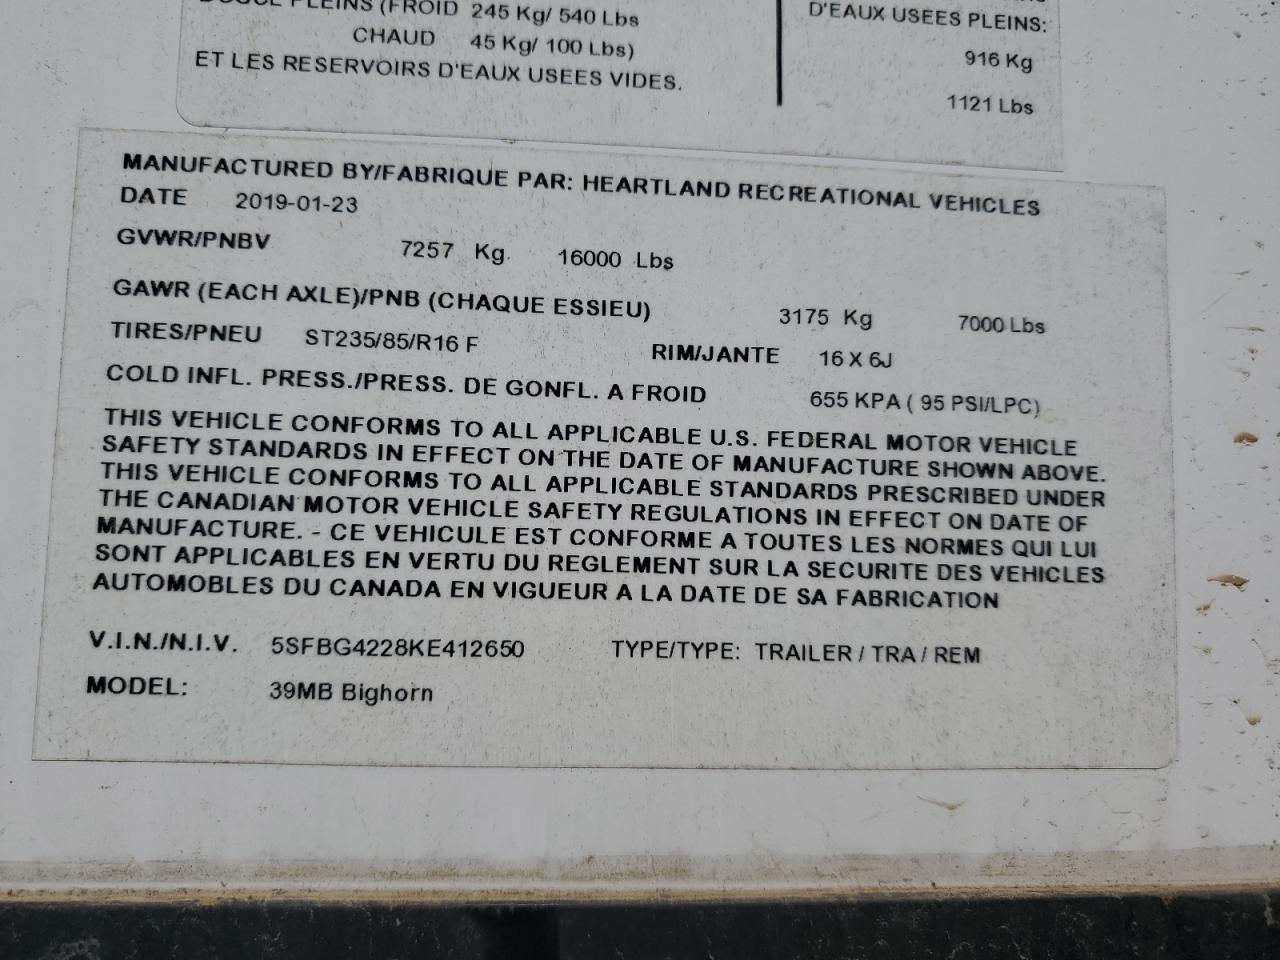 PLEINS (FROID 245 Kg/ 540 Lbs
CHAUD 45 Kg/ 100 Lbs)
ET LES RESERVOIRS D'EAUX USEES VIDES.
D'EAUX USEES PLEINS:
916 Kg
1121 Lbs
MANUFACTURED BY/FABRIQUE PAR: HEARTLAND RECREATIONAL VEHICLES
DATE 2019-01-23
GVWR/PNBV 7257 Kg 16000 Lbs
GAWR (EACH AXLE)/PNB (CHAQUE ESSIEU) 3175 Kg 7000 Lbs
TIRES/PNEU ST235/85/R16 F RIM/JANTE 16 X 6J
COLD INFL. PRESS./PRESS. DE GONFL. A FROID 655 KPA ( 95 PSI/LPC)
THIS VEHICLE CONFORMS TO ALL APPLICABLE U.S. FEDERAL MOTOR VEHICLE
SAFETY STANDARDS IN EFFECT ON THE DATE OF MANUFACTURE SHOWN ABOVE.
THIS VEHICLE CONFORMS TO ALL APPLICABLE STANDARDS PRESCRIBED UNDER
THE CANADIAN MOTOR VEHICLE SAFETY REGULATIONS IN EFFECT ON DATE OF
MANUFACTURE. - CE VEHICULE EST CONFORME A TOUTES LES NORMES QUI LUI
SONT APPLICABLES EN VERTU DU REGLEMENT SUR LA SECURITE DES VEHICLES
AUTOMOBLES DU CANADA EN VIGUEUR A LA DATE DE SA FABRICATION
V.I.N./N.I.V. 5SFBG4228KE412650 TYPE/TYPE: TRAILER / TRA / REM
MODEL: 39MB Bighorn